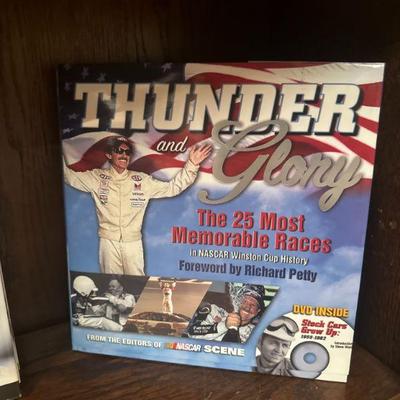 THUNDER
and
Glory
The 25 Most
Memorable Races
in NASCAR Winston Cup History
Foreword by Richard Petty
DVD INSIDE
Stock Cars
Grow Up:
FROM THE EDITORS OF NASCAR SCENE